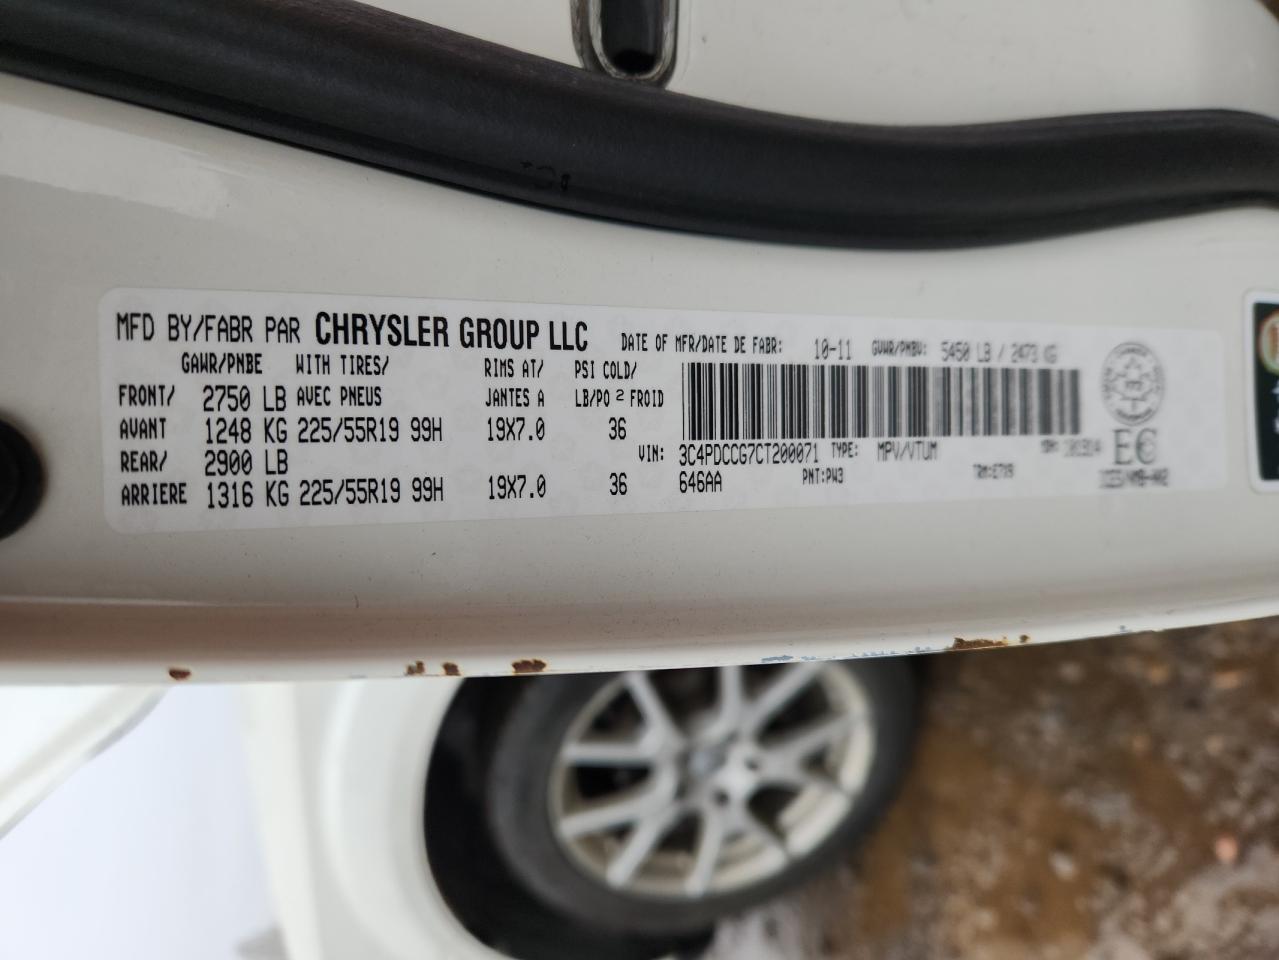 MFD BY/FABR PAR CHRYSLER GROUP LLC DATE OF MFR/DATE DE FABR: 10-11 GVWR/PNBV: 5450 LB / 2473 KG
GAWR/PNBE WITH TIRES/ RIMS AT/ PSI COLD/
FRONT/ 2750 LB AVEC PNEUS JANTES A LB/PO 2 FROID
AVANT 1248 KG 225/55R19 99H 19X7.0 36
REAR/ 2900 LB
ARRIERE 1316 KG 225/55R19 99H 19X7.0 36
VIN: 3C4PDCCG7CT200071 TYPE: MPV/VTUM
646AA PNT:PW3
EC